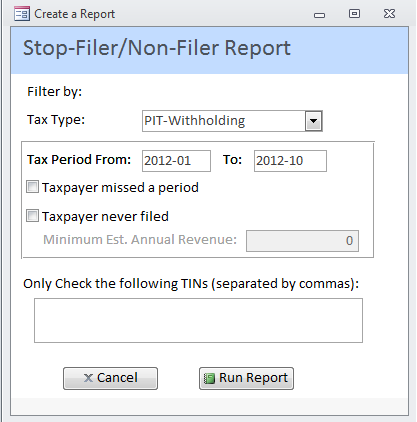 Create a Report
Stop-Filer/Non-Filer Report
Filter by:
Tax Type: PIT-Withholding
Tax Period From: 2012-01 To: 2012-10
Taxpayer missed a period
Taxpayer never filed
Minimum Est. Annual Revenue: 0
Only Check the following TINs (separated by commas):
Cancel Run Report